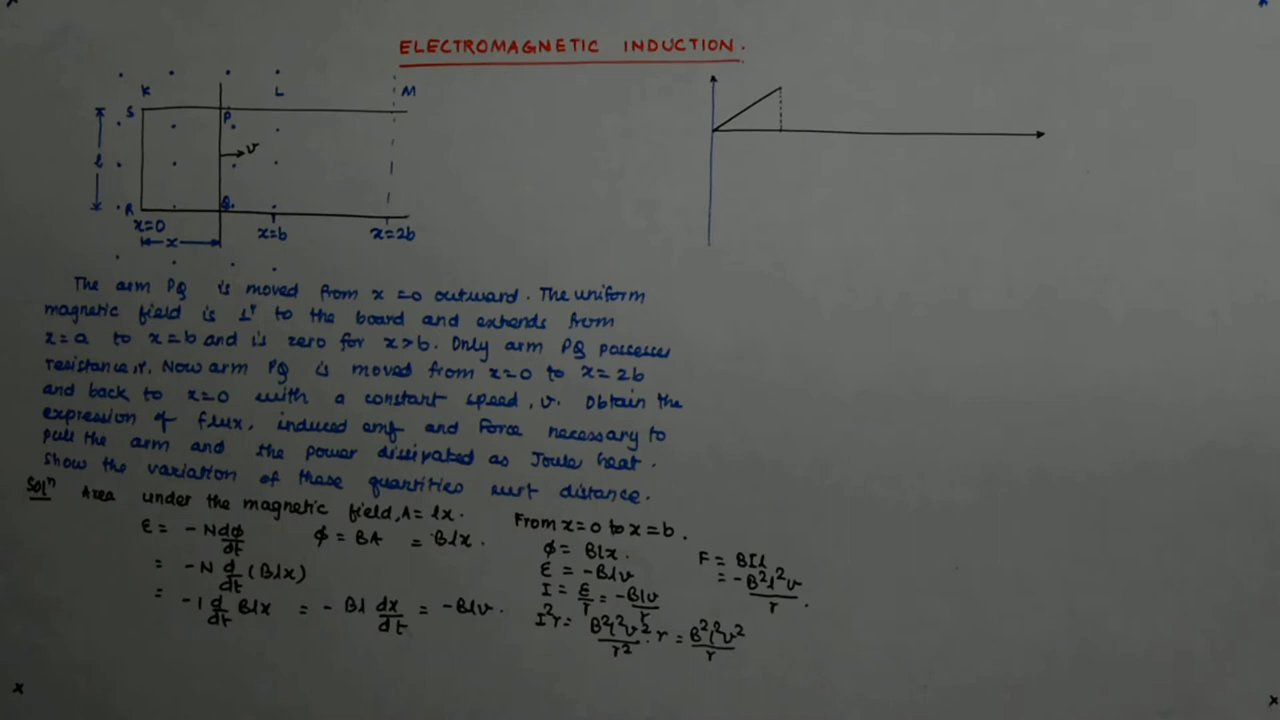 ELECTROMAGNETIC INDUCTION.
K L M
S P
l v
R Q
x=0 x=b x=2b
x
The arm PQ is moved from x=0 outward. The uniform
magnetic field is ⊥r to the board and extends from
x=a to x=b and is zero for x>b. Only arm PQ possesses
resistance, r. Now arm PQ is moved from x=0 to x=2b
and back to x=0 with a constant speed, v. Obtain the
expression of flux, induced emf and Force necessary to
pull the arm and the power dissipated as Joule heat.
Show the variation of these quantities wrt distance.
Solⁿ Area under the magnetic field, A = lx.
ε = -N dφ/dt φ = BA = Blx.
= -N d/dt (Blx)
= -1 d/dt Blx = -Bl dx/dt = -Blv.
From x=0 to x=b.
φ = Blx.
ε = -Blv
I = ε/r = -Blv/r
I²r = B²l²v²/r² . r = B²l²v²/r
F = BIl
= -B²l²v/r .